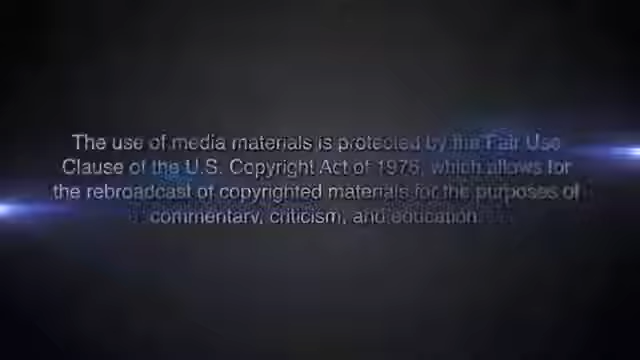 The use of media materials is protected by the Fair Use
Clause of the U.S. Copyright Act of 1976, which allows for
the rebroadcast of copyrighted materials for the purposes of
commentary, criticism, and education.